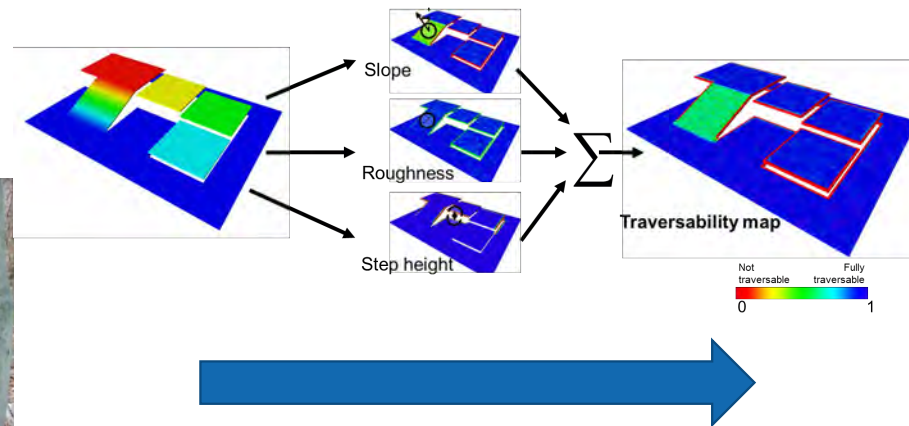 Slope
Roughness
Step height
∑
Traversability map
Not traversable
Fully traversable
0
1